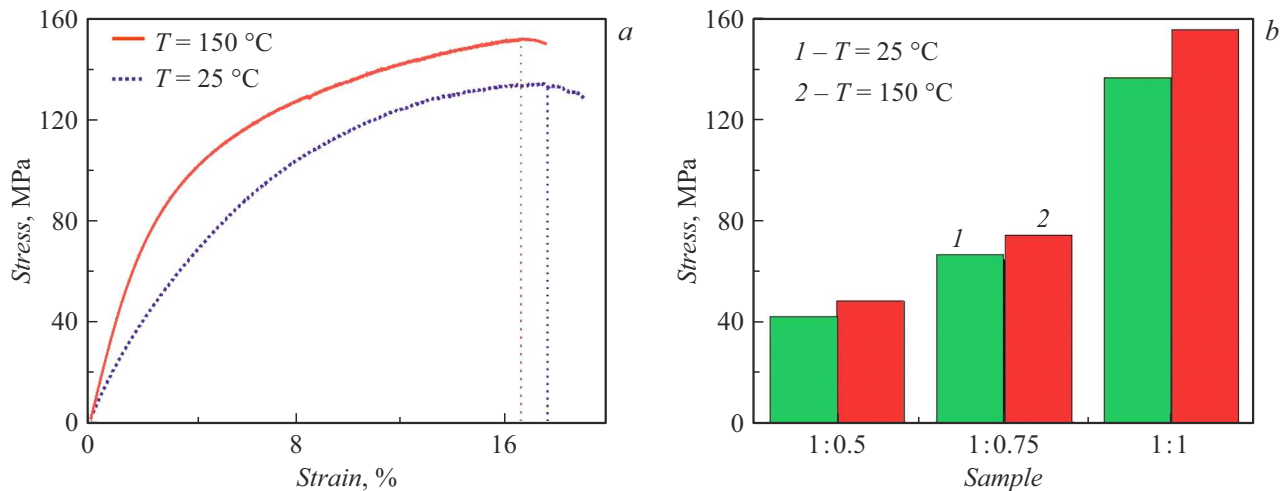 160
120
80
40
0
Stress, MPa
T = 150 °C
T = 25 °C
a
0
8
16
Strain, %
160
120
80
40
0
Stress, MPa
1 – T = 25 °C
2 – T = 150 °C
b
1
2
1:0.5
1:0.75
1:1
Sample